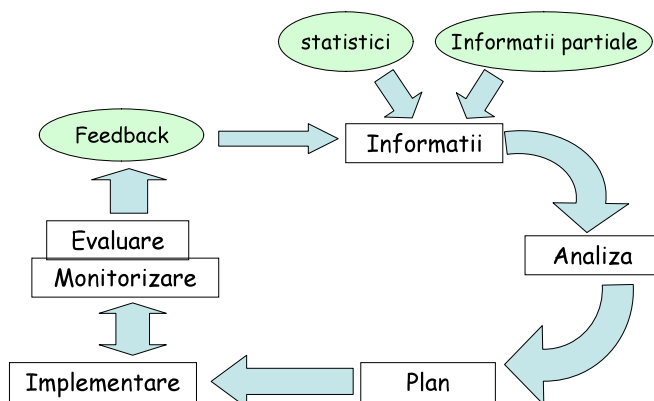 statistici
Informatii partiale
Feedback
Informatii
Evaluare
Analiza
Monitorizare
Implementare
Plan